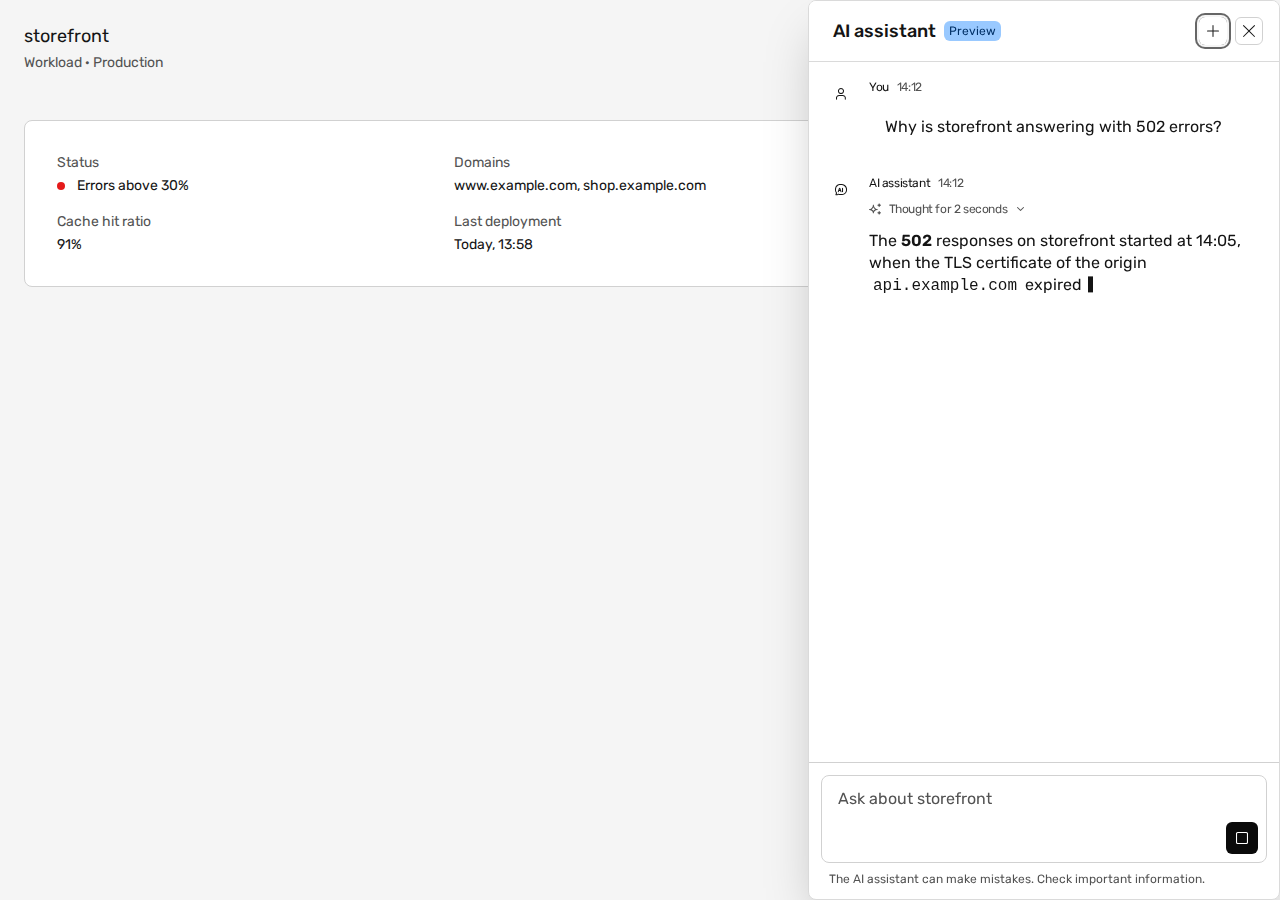 storefront
Workload • Production
Status
Errors above 30%
Domains
www.example.com, shop.example.com
Cache hit ratio
91%
Last deployment
Today, 13:58
AI assistant Preview
You 14:12
Why is storefront answering with 502 errors?
AI
AI assistant 14:12
Thought for 2 seconds
The 502 responses on storefront started at 14:05,
when the TLS certificate of the origin
api.example.com expired
Ask about storefront
The AI assistant can make mistakes. Check important information.